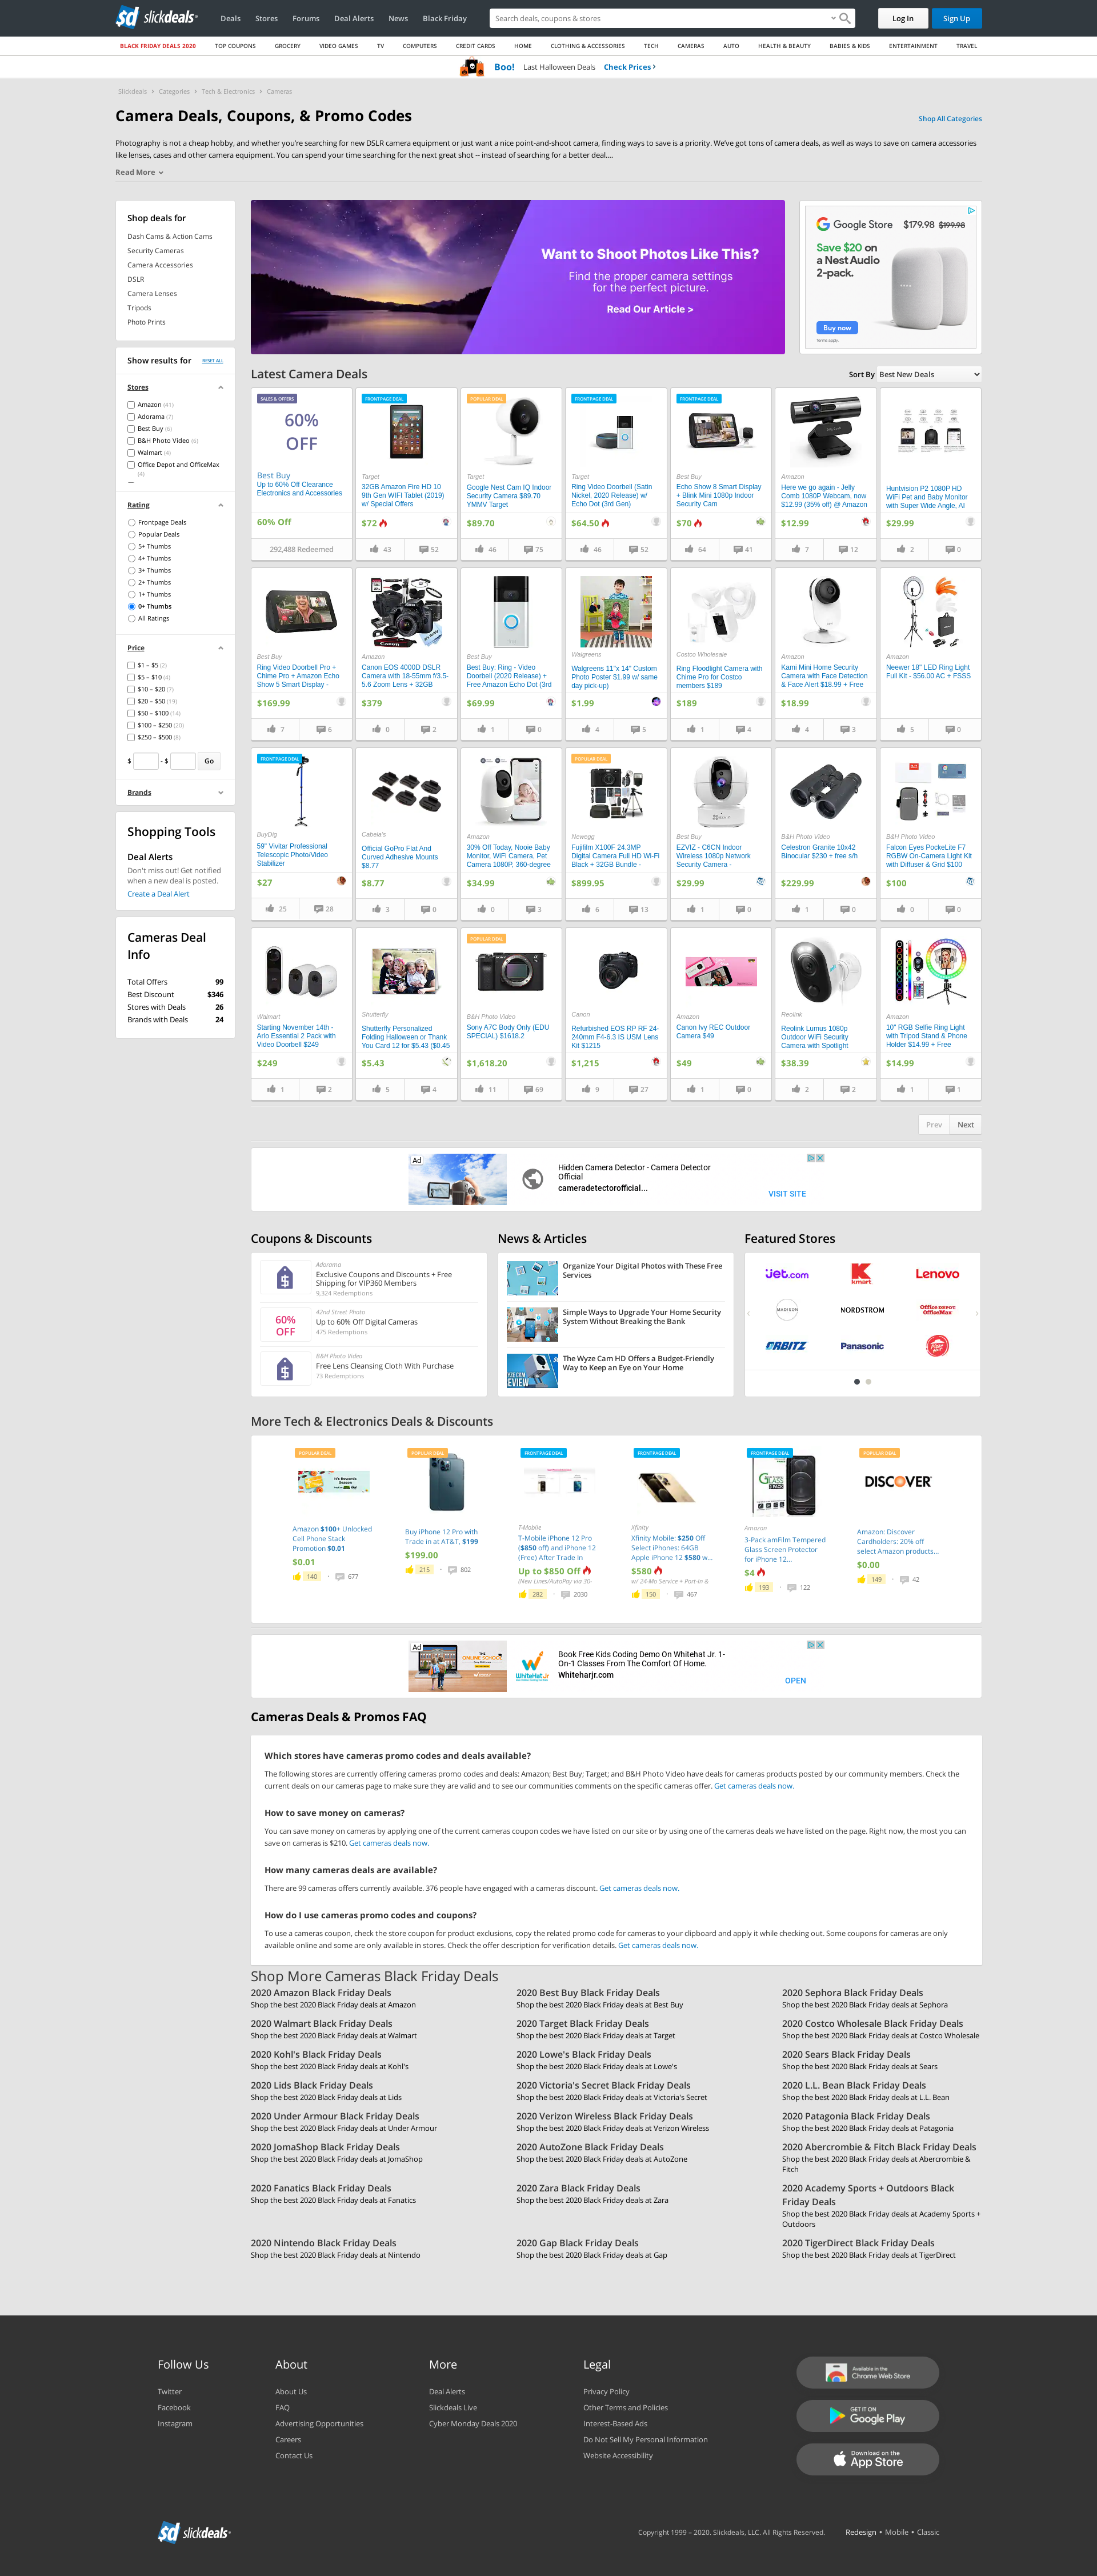 sd slickdeals
Deals Stores Forums Deal Alerts News Black Friday
Search deals, coupons & stores
Log In Sign Up
BLACK FRIDAY DEALS 2020 TOP COUPONS GROCERY VIDEO GAMES TV COMPUTERS CREDIT CARDS HOME CLOTHING & ACCESSORIES TECH CAMERAS AUTO HEALTH & BEAUTY BABIES & KIDS ENTERTAINMENT TRAVEL
Boo! Last Halloween Deals Check Prices
Slickdeals Categories Tech & Electronics Cameras
Camera Deals, Coupons, & Promo Codes
Shop All Categories
Photography is not a cheap hobby, and whether you're searching for new DSLR camera equipment or just want a nice point-and-shoot camera, finding ways to save is a priority. We've got tons of camera deals, as well as ways to save on camera accessories
like lenses, cases and other camera equipment. You can spend your time searching for the next great shot -- instead of searching for a better deal....
Read More
Shop deals for
Dash Cams & Action Cams
Security Cameras
Camera Accessories
DSLR
Camera Lenses
Tripods
Photo Prints
Show results for RESET ALL
Stores
Amazon (41)
Adorama (7)
Best Buy (6)
B&H Photo Video (6)
Walmart (4)
Office Depot and OfficeMax
(4)
Rating
Frontpage Deals
Popular Deals
5+ Thumbs
4+ Thumbs
3+ Thumbs
2+ Thumbs
1+ Thumbs
0+ Thumbs
All Ratings
Price
$1 – $5 (2)
$5 – $10 (4)
$10 – $20 (7)
$20 – $50 (19)
$50 – $100 (14)
$100 – $250 (20)
$250 – $500 (8)
$ - $ Go
Brands
Shopping Tools
Deal Alerts
Don't miss out! Get notified
when a new deal is posted.
Create a Deal Alert
Cameras Deal
Info
Total Offers 99
Best Discount $346
Stores with Deals 26
Brands with Deals 24
Want to Shoot Photos Like This?
Find the proper camera settings
for the perfect picture.
Read Our Article >
Google Store $179.98 $199.98
Save $20 on
a Nest Audio
2-pack.
Buy now
Terms apply.
Latest Camera Deals
Sort By Best New Deals
SALES & OFFERS
60%
OFF
Best Buy
Up to 60% Off Clearance
Electronics and Accessories
60% Off
292,488 Redeemed
FRONTPAGE DEAL
Target
32GB Amazon Fire HD 10
9th Gen WIFI Tablet (2019)
w/ Special Offers
$72
43 52
POPULAR DEAL
Target
Google Nest Cam IQ Indoor
Security Camera $89.70
YMMV Target
$89.70
46 75
FRONTPAGE DEAL
Target
Ring Video Doorbell (Satin
Nickel, 2020 Release) w/
Echo Dot (3rd Gen)
$64.50
46 52
FRONTPAGE DEAL
Best Buy
Echo Show 8 Smart Display
+ Blink Mini 1080p Indoor
Security Cam
$70
64 41
Amazon
Here we go again - Jelly
Comb 1080P Webcam, now
$12.99 (35% off) @ Amazon
$12.99
7 12
Huntvision P2 1080P HD
WiFi Pet and Baby Monitor
with Super Wide Angle, AI
$29.99
2 0
Best Buy
Ring Video Doorbell Pro +
Chime Pro + Amazon Echo
Show 5 Smart Display -
$169.99
7 6
Amazon
Canon EOS 4000D DSLR
Camera with 18-55mm f/3.5-
5.6 Zoom Lens + 32GB
$379
0 2
Best Buy
Best Buy: Ring - Video
Doorbell (2020 Release) +
Free Amazon Echo Dot (3rd
$69.99
1 0
Walgreens
Walgreens 11"x 14" Custom
Photo Poster $1.99 w/ same
day pick-up)
$1.99
4 5
Costco Wholesale
Ring Floodlight Camera with
Chime Pro for Costco
members $189
$189
1 4
Amazon
Kami Mini Home Security
Camera with Face Detection
& Face Alert $18.99 + Free
$18.99
4 3
Amazon
Neewer 18" LED Ring Light
Full Kit - $56.00 AC + FSSS
5 0
FRONTPAGE DEAL
BuyDig
59" Vivitar Professional
Telescopic Photo/Video
Stabilizer
$27
25 28
Cabela's
Official GoPro Flat And
Curved Adhesive Mounts
$8.77
$8.77
3 0
Amazon
30% Off Today, Nooie Baby
Monitor, WiFi Camera, Pet
Camera 1080P, 360-degree
$34.99
0 3
POPULAR DEAL
Newegg
Fujifilm X100F 24.3MP
Digital Camera Full HD Wi-Fi
Black + 32GB Bundle -
$899.95
6 13
Best Buy
EZVIZ - C6CN Indoor
Wireless 1080p Network
Security Camera -
$29.99
1 0
B&H Photo Video
Celestron Granite 10x42
Binocular $230 + free s/h
$229.99
1 0
B&H Photo Video
Falcon Eyes PockeLite F7
RGBW On-Camera Light Kit
with Diffuser & Grid $100
$100
0 0
Walmart
Starting November 14th -
Arlo Essential 2 Pack with
Video Doorbell $249
$249
1 2
Shutterfly
Shutterfly Personalized
Folding Halloween or Thank
You Card 12 for $5.43 ($0.45
$5.43
5 4
POPULAR DEAL
B&H Photo Video
Sony A7C Body Only (EDU
SPECIAL) $1618.2
$1,618.20
11 69
Canon
Refurbished EOS RP RF 24-
240mm F4-6.3 IS USM Lens
Kit $1215
$1,215
9 27
Amazon
Canon Ivy REC Outdoor
Camera $49
$49
1 0
Reolink
Reolink Lumus 1080p
Outdoor WiFi Security
Camera with Spotlight
$38.39
2 2
Amazon
10" RGB Selfie Ring Light
with Tripod Stand & Phone
Holder $14.99 + Free
$14.99
1 1
Prev Next
Ad
Hidden Camera Detector - Camera Detector
Official
cameradetectorofficial...
VISIT SITE
Coupons & Discounts
Adorama
Exclusive Coupons and Discounts + Free
Shipping for VIP360 Members
9,324 Redemptions
60%
OFF
42nd Street Photo
Up to 60% Off Digital Cameras
475 Redemptions
B&H Photo Video
Free Lens Cleansing Cloth With Purchase
73 Redemptions
News & Articles
Organize Your Digital Photos with These Free
Services
Simple Ways to Upgrade Your Home Security
System Without Breaking the Bank
The Wyze Cam HD Offers a Budget-Friendly
Way to Keep an Eye on Your Home
Featured Stores
jet.com Kmart Lenovo
MADISON NORDSTROM Office DEPOT OfficeMax
ORBITZ Panasonic Pizza Hut
More Tech & Electronics Deals & Discounts
POPULAR DEAL
Amazon $100+ Unlocked
Cell Phone Stack
Promotion $0.01
$0.01
140 677
POPULAR DEAL
Buy iPhone 12 Pro with
Trade in at AT&T, $199
$199.00
215 802
FRONTPAGE DEAL
T-Mobile
T-Mobile iPhone 12 Pro
($850 off) and iPhone 12
(Free) After Trade In
Up to $850 Off
(New Lines/AutoPay via 30-
282 2030
FRONTPAGE DEAL
Xfinity
Xfinity Mobile: $250 Off
Select iPhones: 64GB
Apple iPhone 12 $580 w...
$580
w/ 24-Mo Service + Port-In &
150 467
FRONTPAGE DEAL
Amazon
3-Pack amFilm Tempered
Glass Screen Protector
for iPhone 12...
$4
193 122
POPULAR DEAL
DISCOVER
Amazon: Discover
Cardholders: 20% off
select Amazon products...
$0.00
149 42
Ad
Book Free Kids Coding Demo On Whitehat Jr. 1-
On-1 Classes From The Comfort Of Home.
Whiteharjr.com
OPEN
Cameras Deals & Promos FAQ
Which stores have cameras promo codes and deals available?
The following stores are currently offering cameras promo codes and deals: Amazon; Best Buy; Target; and B&H Photo Video have deals for cameras products posted by our community members. Check the
current deals on our cameras page to make sure they are valid and to see our communities comments on the specific cameras offer. Get cameras deals now.
How to save money on cameras?
You can save money on cameras by applying one of the current cameras coupon codes we have listed on our site or by using one of the cameras deals we have listed on the page. Right now, the most you can
save on cameras is $210. Get cameras deals now.
How many cameras deals are available?
There are 99 cameras offers currently available. 376 people have engaged with a cameras discount. Get cameras deals now.
How do I use cameras promo codes and coupons?
To use a cameras coupon, check the store coupon for product exclusions, copy the related promo code for cameras to your clipboard and apply it while checking out. Some coupons for cameras are only
available online and some are only available in stores. Check the offer description for verification details. Get cameras deals now.
Shop More Cameras Black Friday Deals
2020 Amazon Black Friday Deals
Shop the best 2020 Black Friday deals at Amazon
2020 Best Buy Black Friday Deals
Shop the best 2020 Black Friday deals at Best Buy
2020 Sephora Black Friday Deals
Shop the best 2020 Black Friday deals at Sephora
2020 Walmart Black Friday Deals
Shop the best 2020 Black Friday deals at Walmart
2020 Target Black Friday Deals
Shop the best 2020 Black Friday deals at Target
2020 Costco Wholesale Black Friday Deals
Shop the best 2020 Black Friday deals at Costco Wholesale
2020 Kohl's Black Friday Deals
Shop the best 2020 Black Friday deals at Kohl's
2020 Lowe's Black Friday Deals
Shop the best 2020 Black Friday deals at Lowe's
2020 Sears Black Friday Deals
Shop the best 2020 Black Friday deals at Sears
2020 Lids Black Friday Deals
Shop the best 2020 Black Friday deals at Lids
2020 Victoria's Secret Black Friday Deals
Shop the best 2020 Black Friday deals at Victoria's Secret
2020 L.L. Bean Black Friday Deals
Shop the best 2020 Black Friday deals at L.L. Bean
2020 Under Armour Black Friday Deals
Shop the best 2020 Black Friday deals at Under Armour
2020 Verizon Wireless Black Friday Deals
Shop the best 2020 Black Friday deals at Verizon Wireless
2020 Patagonia Black Friday Deals
Shop the best 2020 Black Friday deals at Patagonia
2020 JomaShop Black Friday Deals
Shop the best 2020 Black Friday deals at JomaShop
2020 AutoZone Black Friday Deals
Shop the best 2020 Black Friday deals at AutoZone
2020 Abercrombie & Fitch Black Friday Deals
Shop the best 2020 Black Friday deals at Abercrombie &
Fitch
2020 Fanatics Black Friday Deals
Shop the best 2020 Black Friday deals at Fanatics
2020 Zara Black Friday Deals
Shop the best 2020 Black Friday deals at Zara
2020 Academy Sports + Outdoors Black
Friday Deals
Shop the best 2020 Black Friday deals at Academy Sports +
Outdoors
2020 Nintendo Black Friday Deals
Shop the best 2020 Black Friday deals at Nintendo
2020 Gap Black Friday Deals
Shop the best 2020 Black Friday deals at Gap
2020 TigerDirect Black Friday Deals
Shop the best 2020 Black Friday deals at TigerDirect
Follow Us
Twitter
Facebook
Instagram
About
About Us
FAQ
Advertising Opportunities
Careers
Contact Us
More
Deal Alerts
Slickdeals Live
Cyber Monday Deals 2020
Legal
Privacy Policy
Other Terms and Policies
Interest-Based Ads
Do Not Sell My Personal Information
Website Accessibility
Available in the
Chrome Web Store
GET IT ON
Google Play
Download on the
App Store
sd slickdeals
Copyright 1999 – 2020. Slickdeals, LLC. All Rights Reserved. Redesign • Mobile • Classic